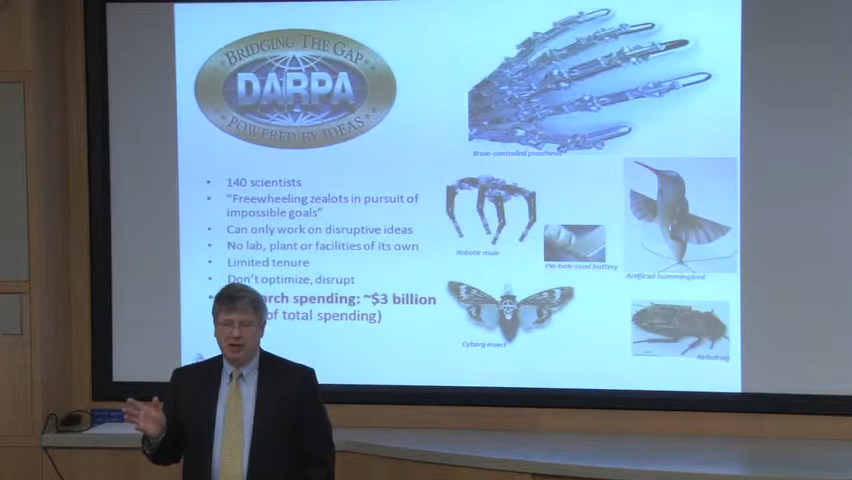 BRIDGING THE GAP
DARPA
POWERED BY IDEAS
140 scientists
"Freewheeling zealots in pursuit of
impossible goals"
Can only work on disruptive ideas
No lab, plant or facilities of its own
Limited tenure
Don't optimize, disrupt
arch spending: ~$3 billion
of total spending)
Brain-controlled prosthesis
Robotic mule
Pin-hole sized battery
Artificial hummingbird
Cyborg insect
Robobug